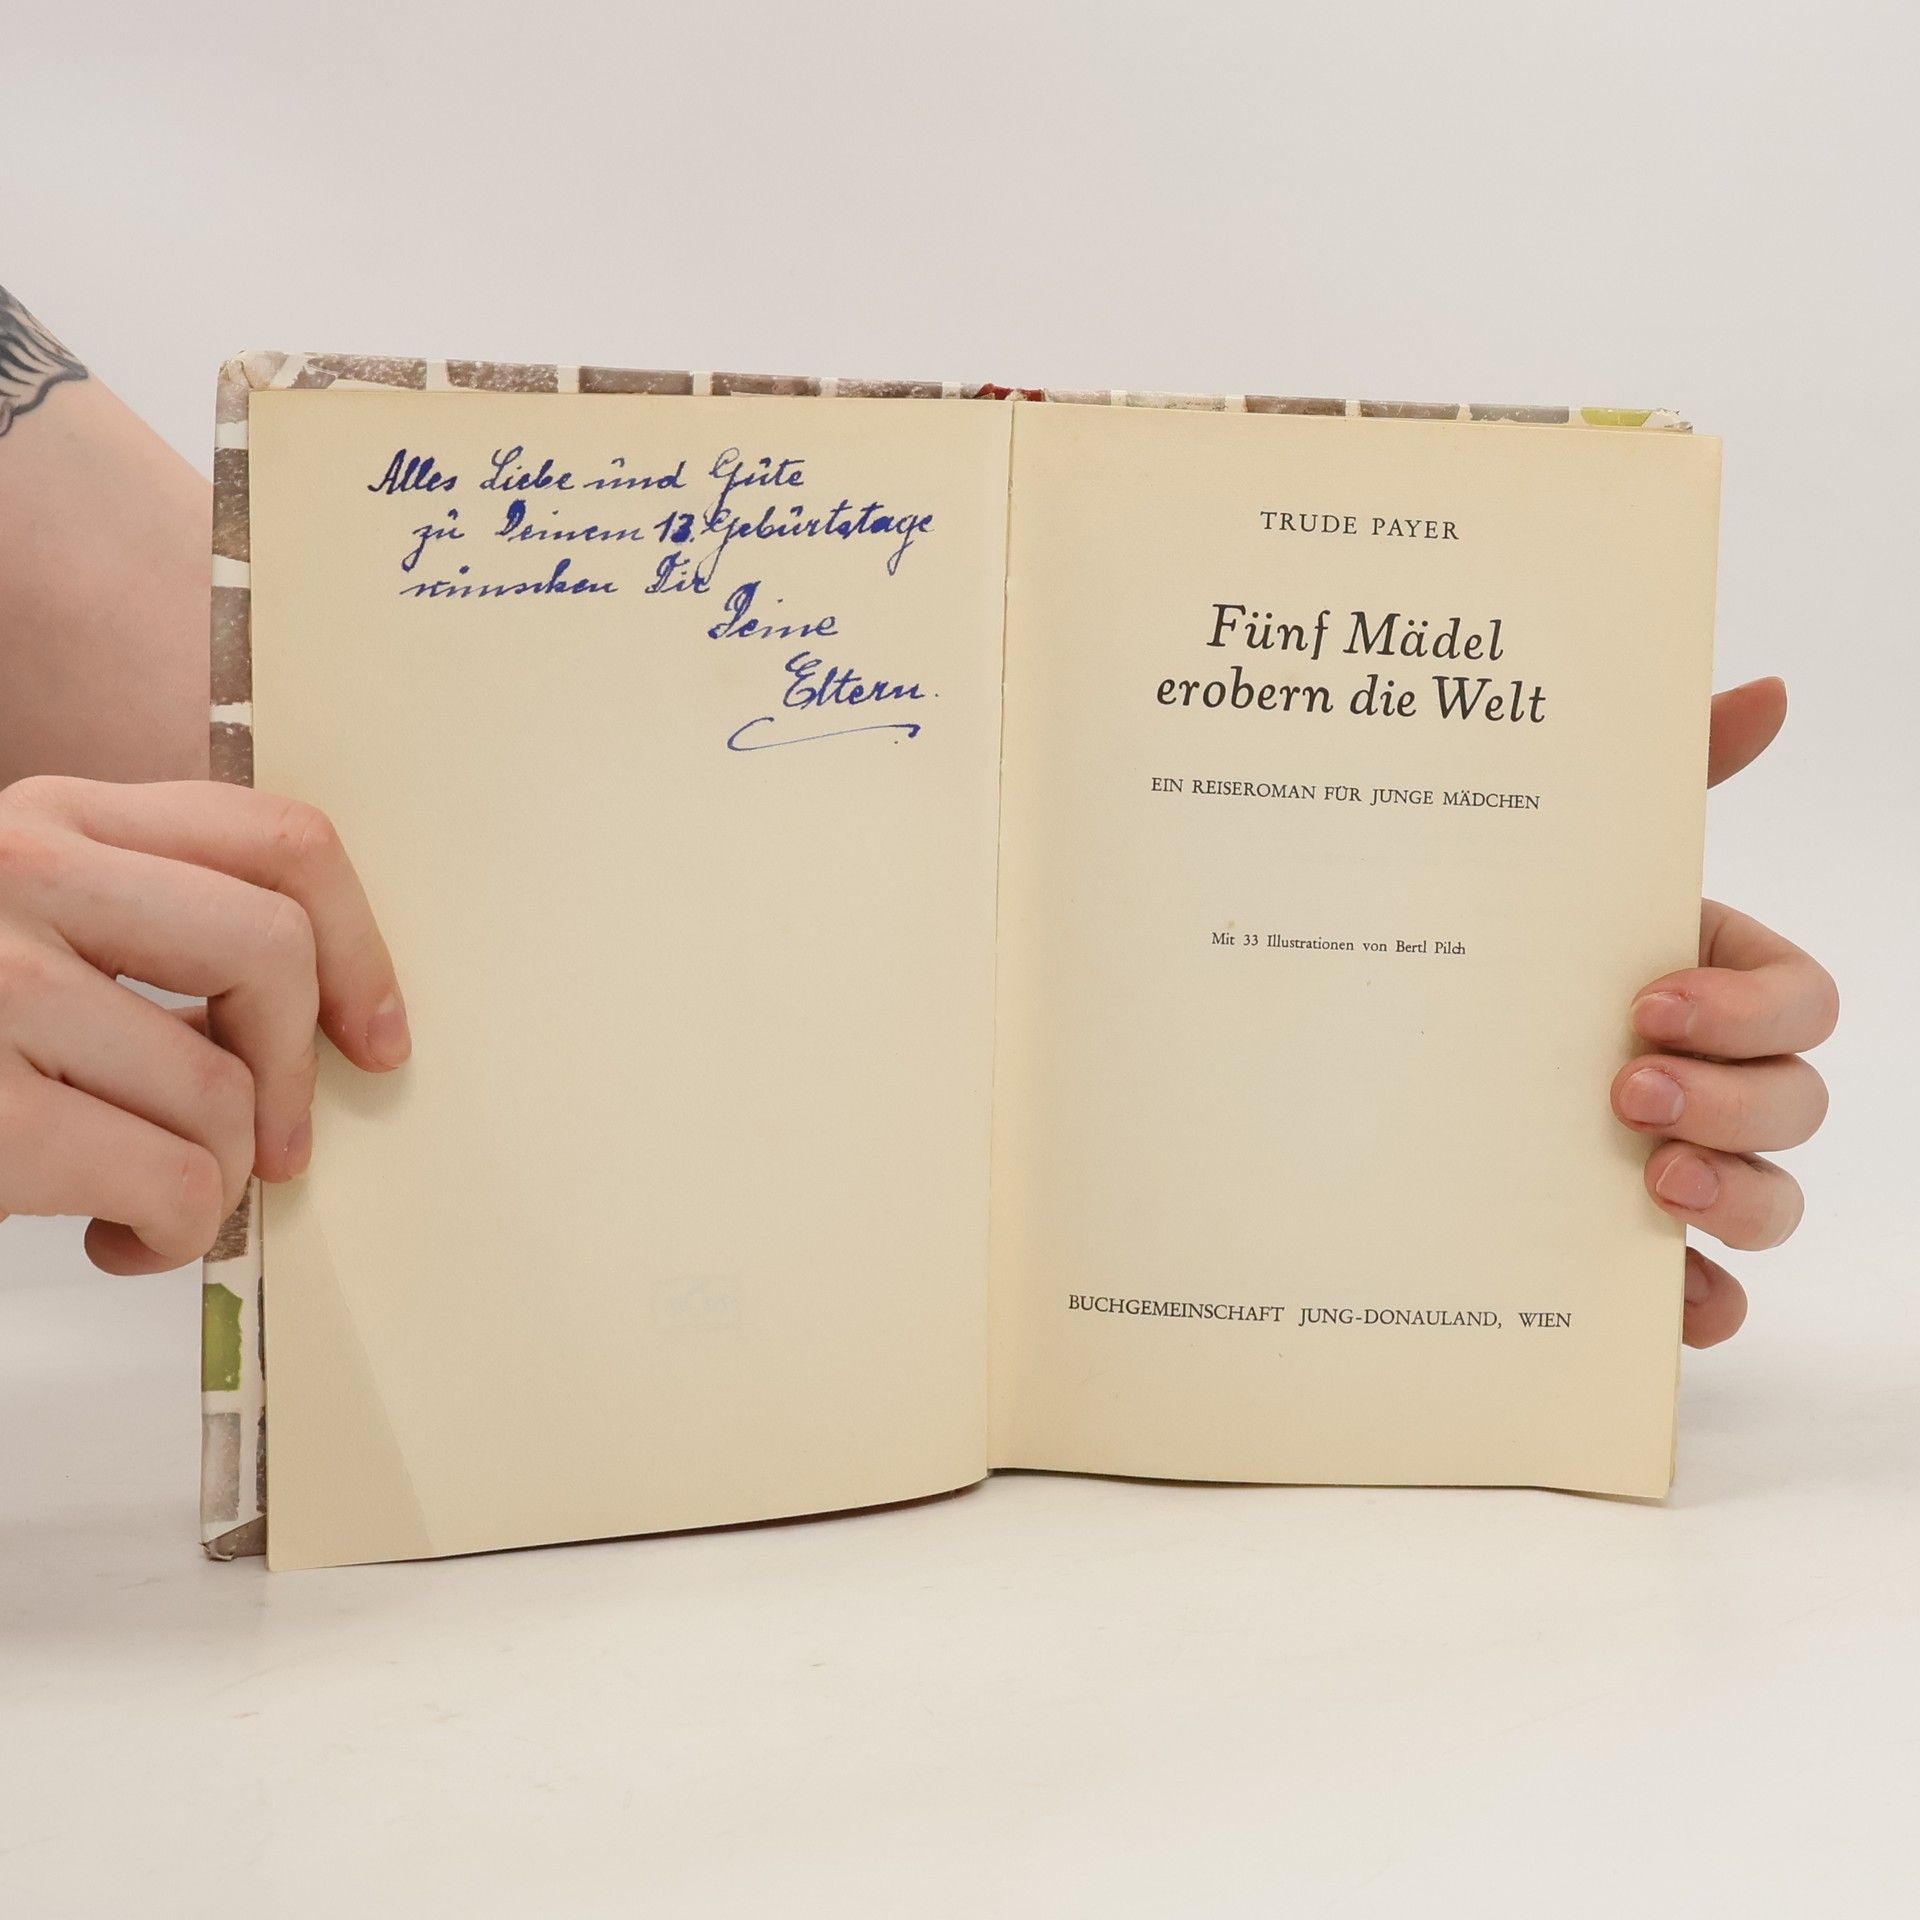 Alles Liebe und Gute
zu Deinem 13. Geburtstage
wünschen Dir
Deine
Eltern.
TRUDE PAYER
Fünf Mädel
erobern die Welt
EIN REISEROMAN FÜR JUNGE MÄDCHEN
Mit 33 Illustrationen von Bertl Pilch
BUCHGEMEINSCHAFT JUNG-DONAULAND, WIEN